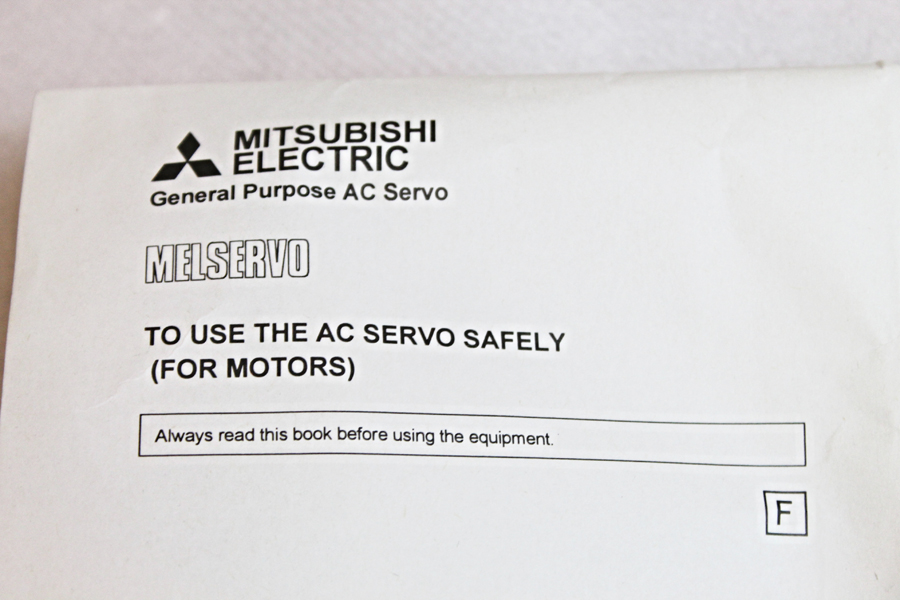 MITSUBISHI
ELECTRIC
General Purpose AC Servo
MELSERVO
TO USE THE AC SERVO SAFELY
(FOR MOTORS)
Always read this book before using the equipment.
F